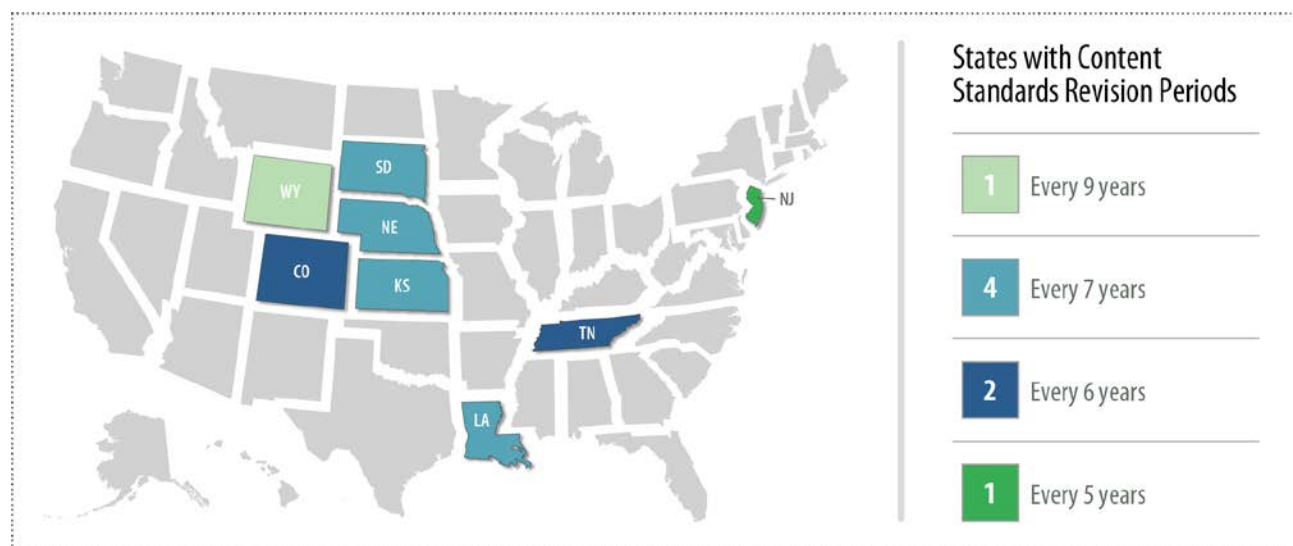 States with Content
Standards Revision Periods
WY
SD
NE
CO
KS
TN
LA
NJ
1 Every 9 years
4 Every 7 years
2 Every 6 years
1 Every 5 years